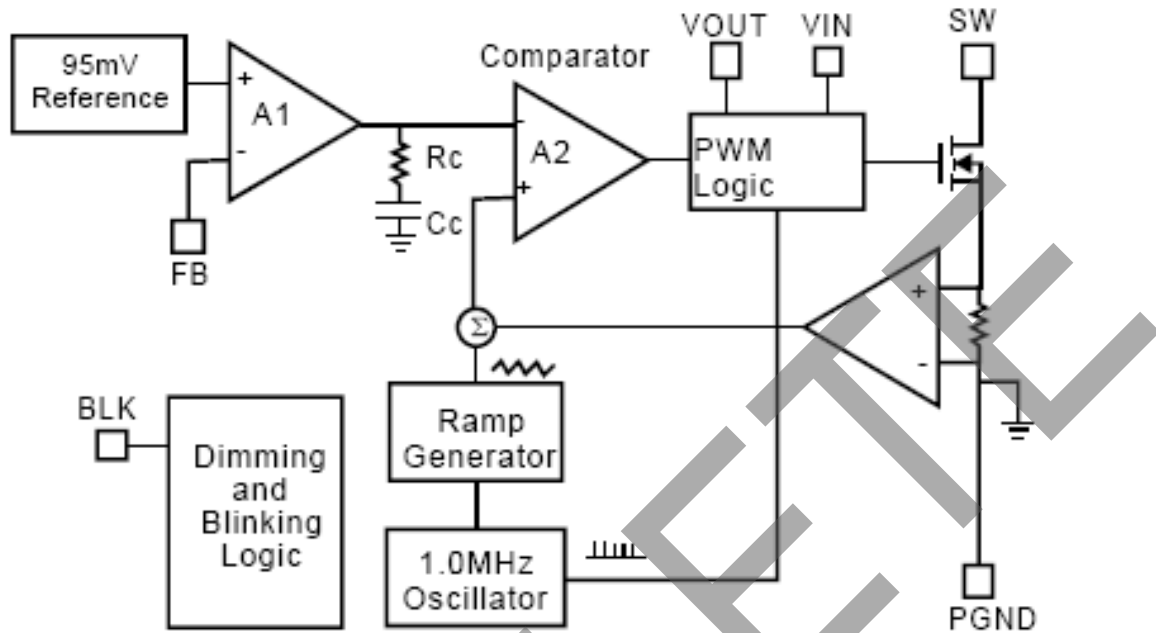 95mV
Reference
+
-
A1
FB
Rc
Cc
Comparator
-
A2
+
VOUT
VIN
SW
PWM
Logic
+
-
Σ
BLK
Dimming
and
Blinking
Logic
Ramp
Generator
1.0MHz
Oscillator
PGND
ETE